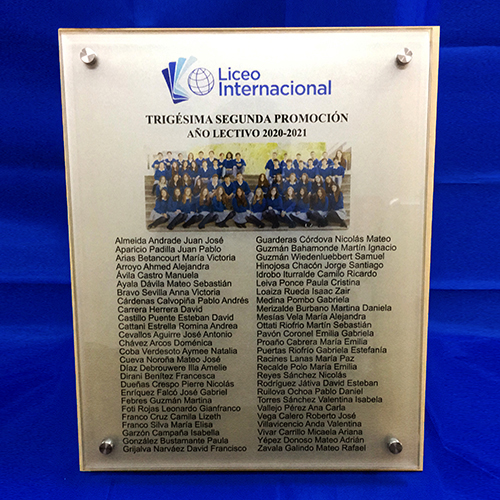 Liceo
Internacional
TRIGÉSIMA SEGUNDA PROMOCIÓN
AÑO LECTIVO 2020-2021
Almeida Andrade Juan José
Aparicio Padilla Juan Pablo
Arias Betancourt María Victoria
Arroyo Ahmed Alejandra
Ávila Castro Manuela
Ayala Dávila Mateo Sebastián
Bravo Sevilla Anna Victoria
Cárdenas Calvopiña Pablo Andrés
Carrera Herrera David
Castillo Puente Esteban David
Cattani Estrella Romina Andrea
Cevallos Aguirre José Antonio
Chávez Arcos Doménica
Coba Verdesoto Aymee Natalia
Cueva Noroña Mateo José
Díaz Debrouwere Illa Amelie
Dirani Benítez Francesca
Dueñas Crespo Pierre Nicolás
Enríquez Falcó José Gabriel
Febres Guzmán Martina
Foti Rojas Leonardo Gianfranco
Franco Cruz Camila Lizeth
Franco Silva María Elisa
Garzón Campaña Isabella
González Bustamante Paula
Grijalva Narváez David Francisco
Guarderas Córdova Nicolás Mateo
Guzmán Bahamonde Martín Ignacio
Guzmán Wiedenluebbert Samuel
Hinojosa Chacón Jorge Santiago
Idrobo Iturralde Camilo Ricardo
Leiva Ponce Paula Cristina
Loaiza Rueda Isaac Zair
Medina Pombo Gabriela
Merizalde Burbano Martina Daniela
Mesías Vela María Alejandra
Ottati Riofrío Martín Sebastián
Pavón Coronel Emilia Gabriela
Proaño Cabrera María Emilia
Puertas Riofrío Gabriela Estefanía
Racines Lanas María Paz
Recalde Polo María Emilia
Reyes Sánchez Nicolás
Rodríguez Játiva David Esteban
Ruilova Ochoa Pablo Daniel
Torres Sánchez Valentina Isabela
Vallejo Pérez Ana Carla
Vega Calero Roberto José
Villavicencio Anda Valentina
Vivar Carrillo Micaela Ariana
Yépez Donoso Mateo Adrián
Zavala Galindo Mateo Rafael